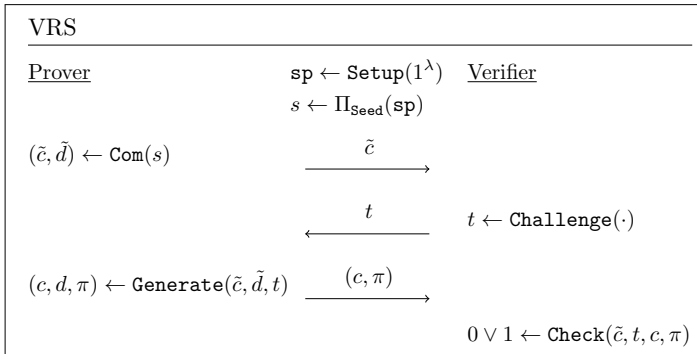 VRS
Prover sp ← Setup(1^λ) Verifier
s ← Π_Seed(sp)
(c̃, d̃) ← Com(s) c̃
t t ← Challenge(·)
(c, d, π) ← Generate(c̃, d̃, t) (c, π)
0 ∨ 1 ← Check(c̃, t, c, π)